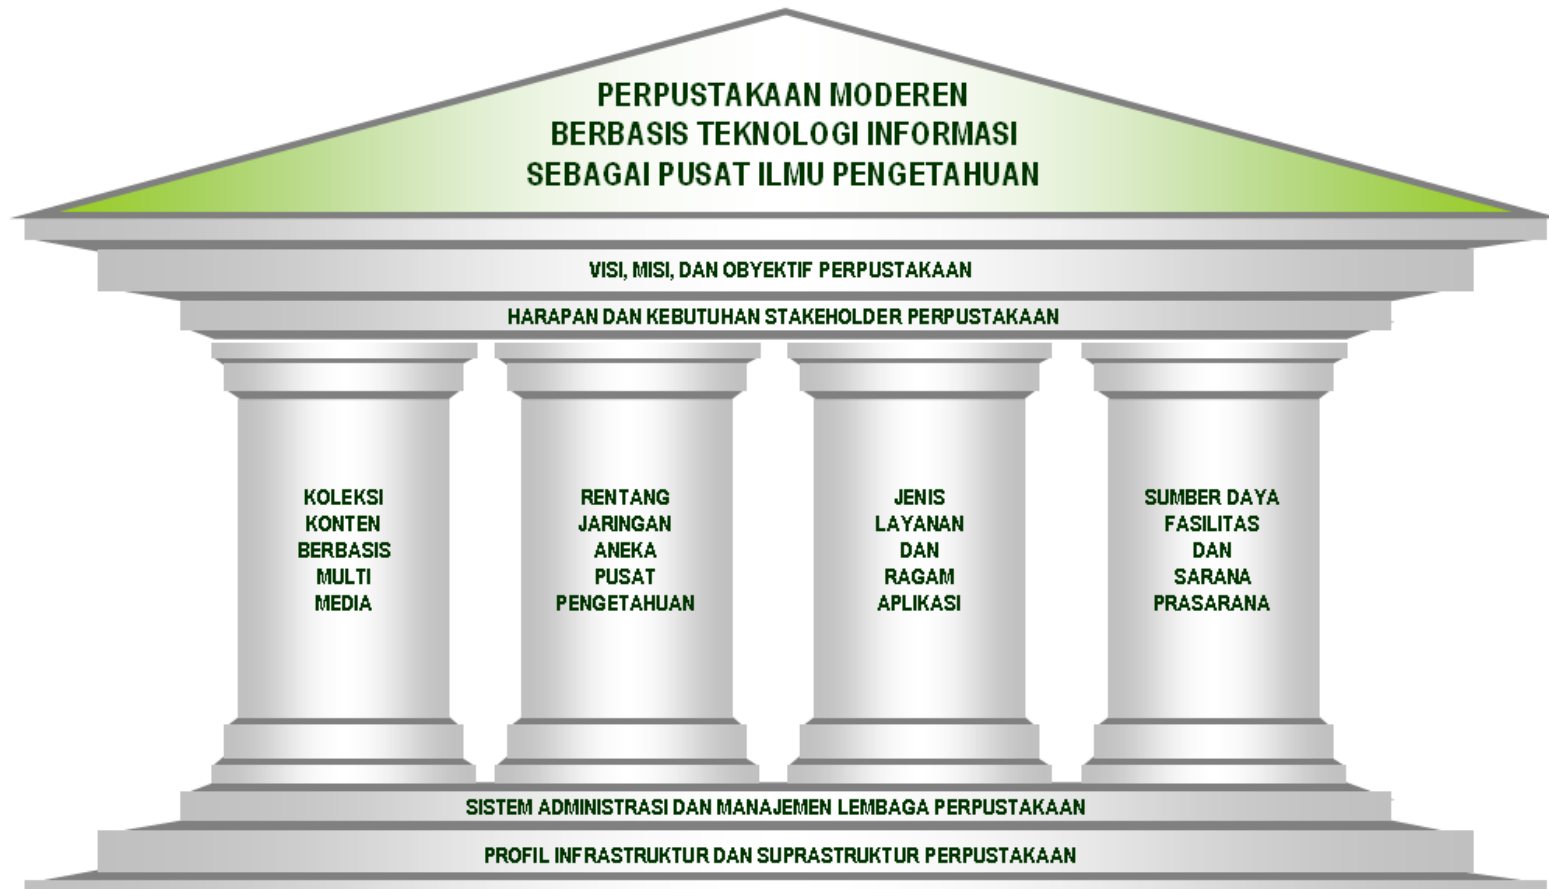 PERPUSTAKAAN MODEREN
BERBASIS TEKNOLOGI INFORMASI
SEBAGAI PUSAT ILMU PENGETAHUAN
VISI, MISI, DAN OBYEKTIF PERPUSTAKAAN
HARAPAN DAN KEBUTUHAN STAKEHOLDER PERPUSTAKAAN
KOLEKSI
KONTEN
BERBASIS
MULTI
MEDIA
RENTANG
JARINGAN
ANEKA
PUSAT
PENGETAHUAN
JENIS
LAYANAN
DAN
RAGAM
APLIKASI
SUMBER DAYA
FASILITAS
DAN
SARANA
PRASARANA
SISTEM ADMINISTRASI DAN MANAJEMEN LEMBAGA PERPUSTAKAAN
PROFIL INFRASTRUKTUR DAN SUPRASTRUKTUR PERPUSTAKAAN